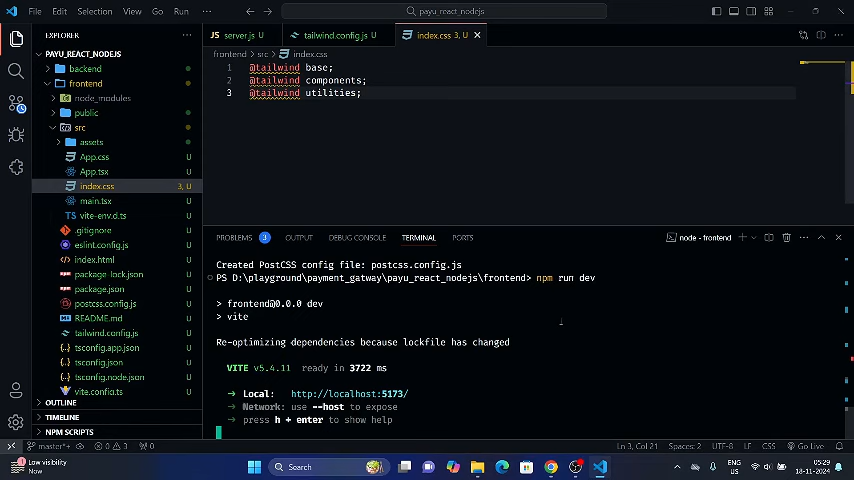 File Edit Selection View Go Run ··· payu_react_nodejs
EXPLORER ···
PAYU_REACT_NODEJS
backend
frontend
node_modules
public
src
assets
App.css U
App.tsx U
index.css 3, U
main.tsx U
vite-env.d.ts U
.gitignore U
eslint.config.js U
index.html U
package-lock.json U
package.json U
postcss.config.js U
README.md U
tailwind.config.js U
tsconfig.app.json U
tsconfig.json U
tsconfig.node.json U
vite.config.ts U
OUTLINE
TIMELINE
NPM SCRIPTS
JS server.js U tailwind.config.js U index.css 3, U
frontend > src > index.css
1 @tailwind base;
2 @tailwind components;
3 @tailwind utilities;
PROBLEMS 3 OUTPUT DEBUG CONSOLE TERMINAL PORTS node - frontend
Created PostCSS config file: postcss.config.js
PS D:\playground\payment_gatway\payu_react_nodejs\frontend> npm run dev
> frontend@0.0.0 dev
> vite
Re-optimizing dependencies because lockfile has changed
VITE v5.4.11 ready in 3722 ms
➜ Local: http://localhost:5173/
➜ Network: use --host to expose
➜ press h + enter to show help
master*+ 0 3 0 Ln 3, Col 21 Spaces: 2 UTF-8 LF CSS Go Live
Low visibility
Now
Search
ENG
US
05:29
18-11-2024